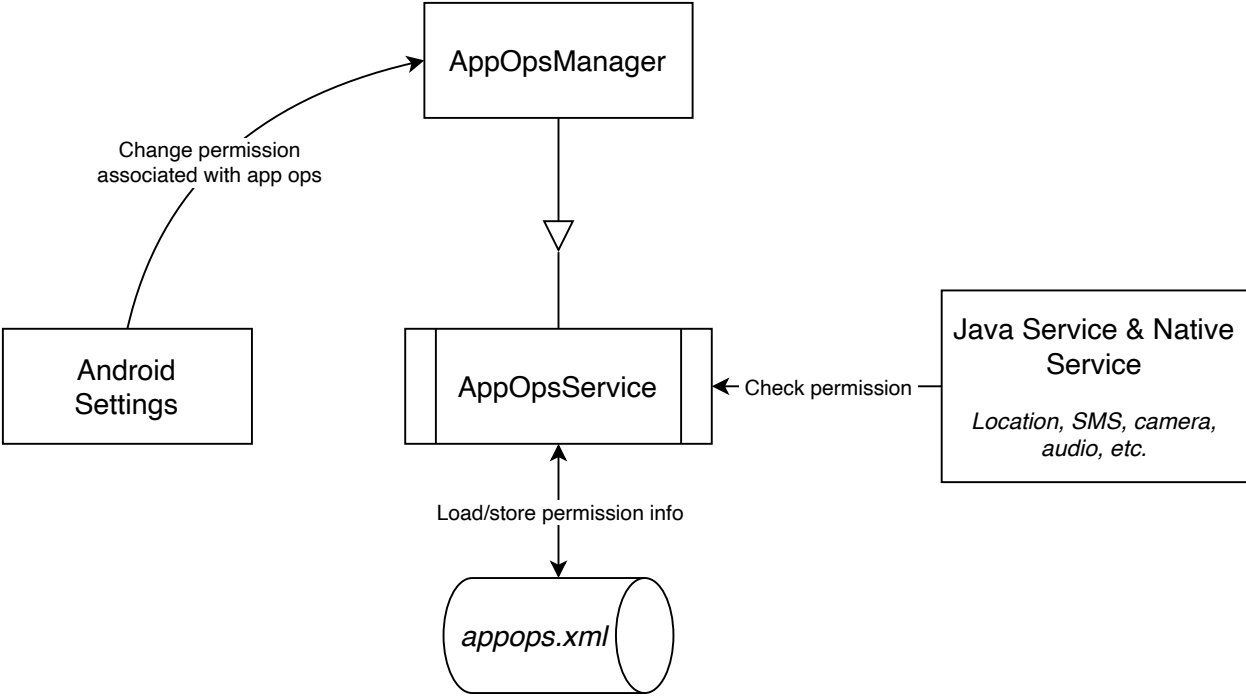 AppOpsManager
Change permission
associated with app ops
Android
Settings
AppOpsService
Check permission
Java Service & Native
Service
Location, SMS, camera,
audio, etc.
Load/store permission info
appops.xml